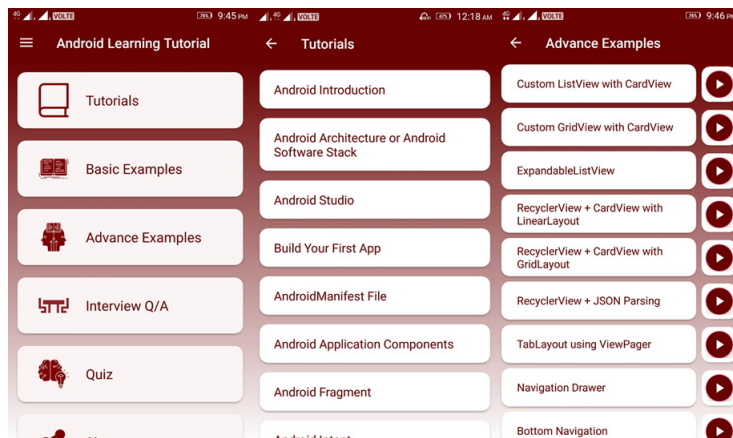 4G VOLTE 9:45 PM
Android Learning Tutorial
Tutorials
Basic Examples
Advance Examples
Interview Q/A
Quiz
4G VOLTE 12:18 AM
Tutorials
Android Introduction
Android Architecture or Android
Software Stack
Android Studio
Build Your First App
AndroidManifest File
Android Application Components
Android Fragment
Android Intent
4G VOLTE 9:46 PM
Advance Examples
Custom ListView with CardView
Custom GridView with CardView
ExpandableListView
RecyclerView + CardView with
LinearLayout
RecyclerView + CardView with
GridLayout
RecyclerView + JSON Parsing
TabLayout using ViewPager
Navigation Drawer
Bottom Navigation